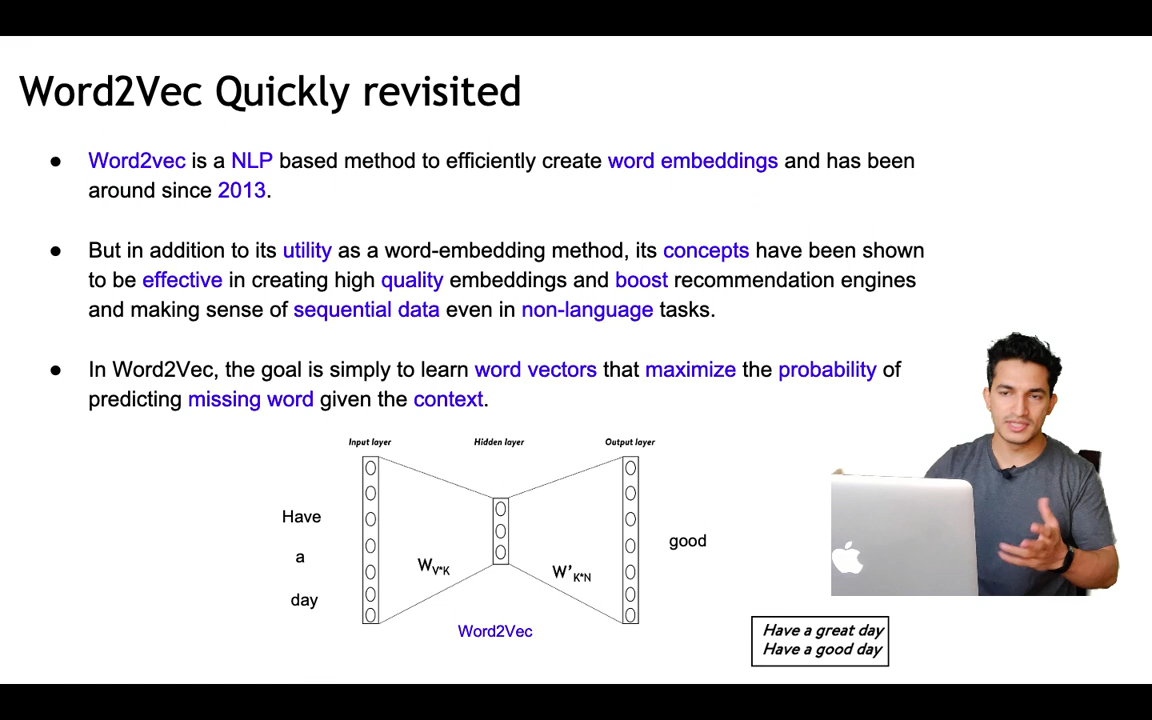 Word2Vec Quickly revisited
● Word2vec is a NLP based method to efficiently create word embeddings and has been
around since 2013.
● But in addition to its utility as a word-embedding method, its concepts have been shown
to be effective in creating high quality embeddings and boost recommendation engines
and making sense of sequential data even in non-language tasks.
● In Word2Vec, the goal is simply to learn word vectors that maximize the probability of
predicting missing word given the context.
Input layer
Hidden layer
Output layer
Have
a
day
W V*K
W' K*N
good
Word2Vec
Have a great day
Have a good day